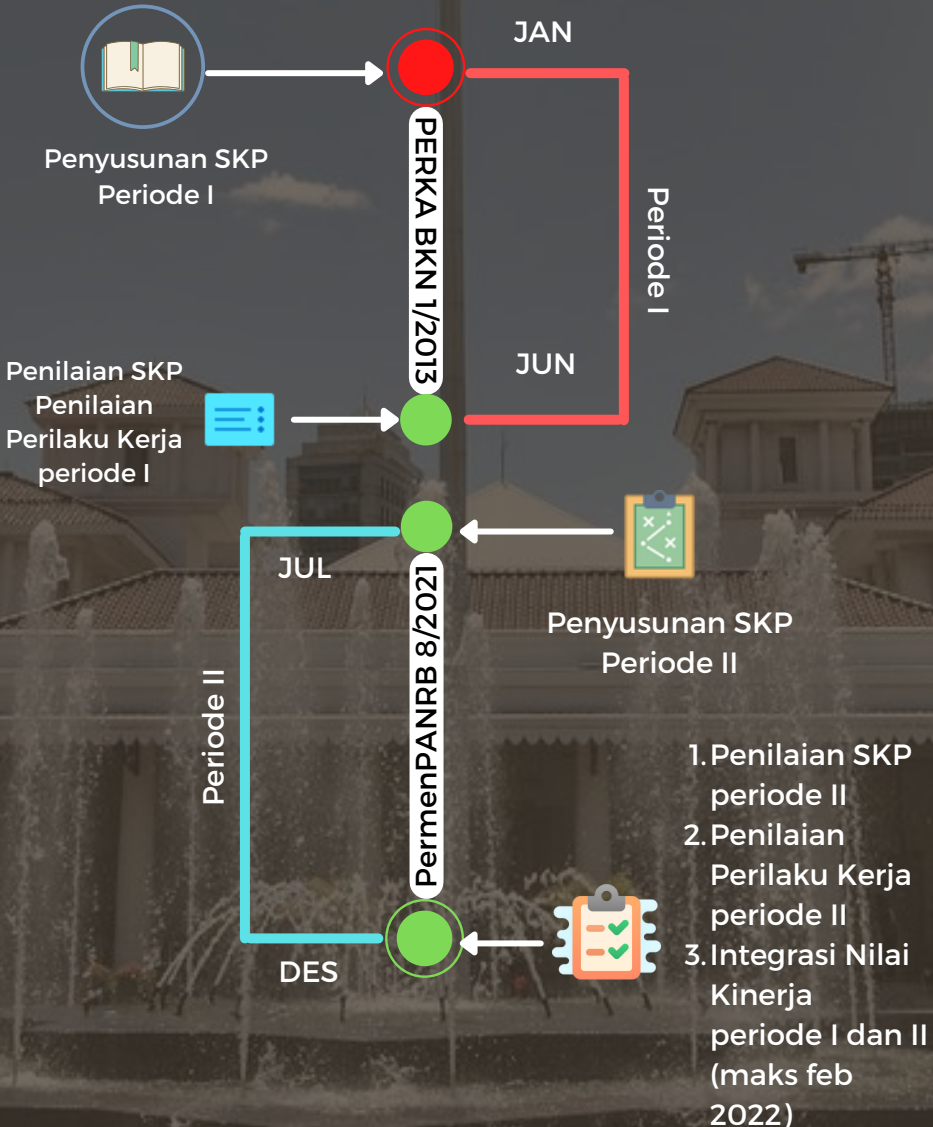 JAN
Penyusunan SKP
Periode I
PERKA BKN 1/2013
Periode I
JUN
Penilaian SKP
Penilaian
Perilaku Kerja
periode I
JUL
PermenPANRB 8/2021
Penyusunan SKP
Periode II
Periode II
1. Penilaian SKP
periode II
2. Penilaian
Perilaku Kerja
periode II
3. Integrasi Nilai
Kinerja
periode I dan II
(maks feb
2022)
DES